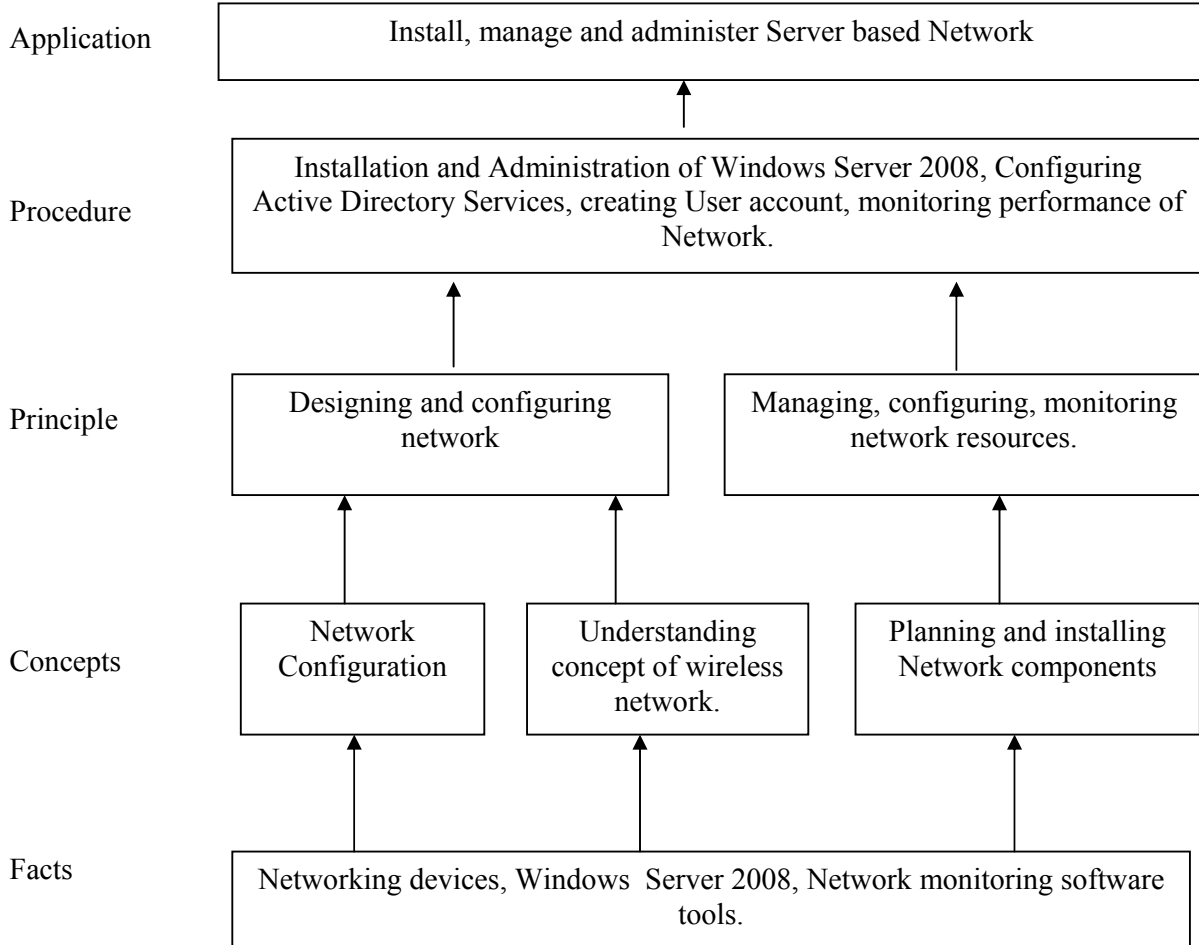 Application
Install, manage and administer Server based Network
Procedure
Installation and Administration of Windows Server 2008, Configuring
Active Directory Services, creating User account, monitoring performance of
Network.
Principle
Designing and configuring
network
Managing, configuring, monitoring
network resources.
Concepts
Network
Configuration
Understanding
concept of wireless
network.
Planning and installing
Network components
Facts
Networking devices, Windows  Server 2008, Network monitoring software
tools.